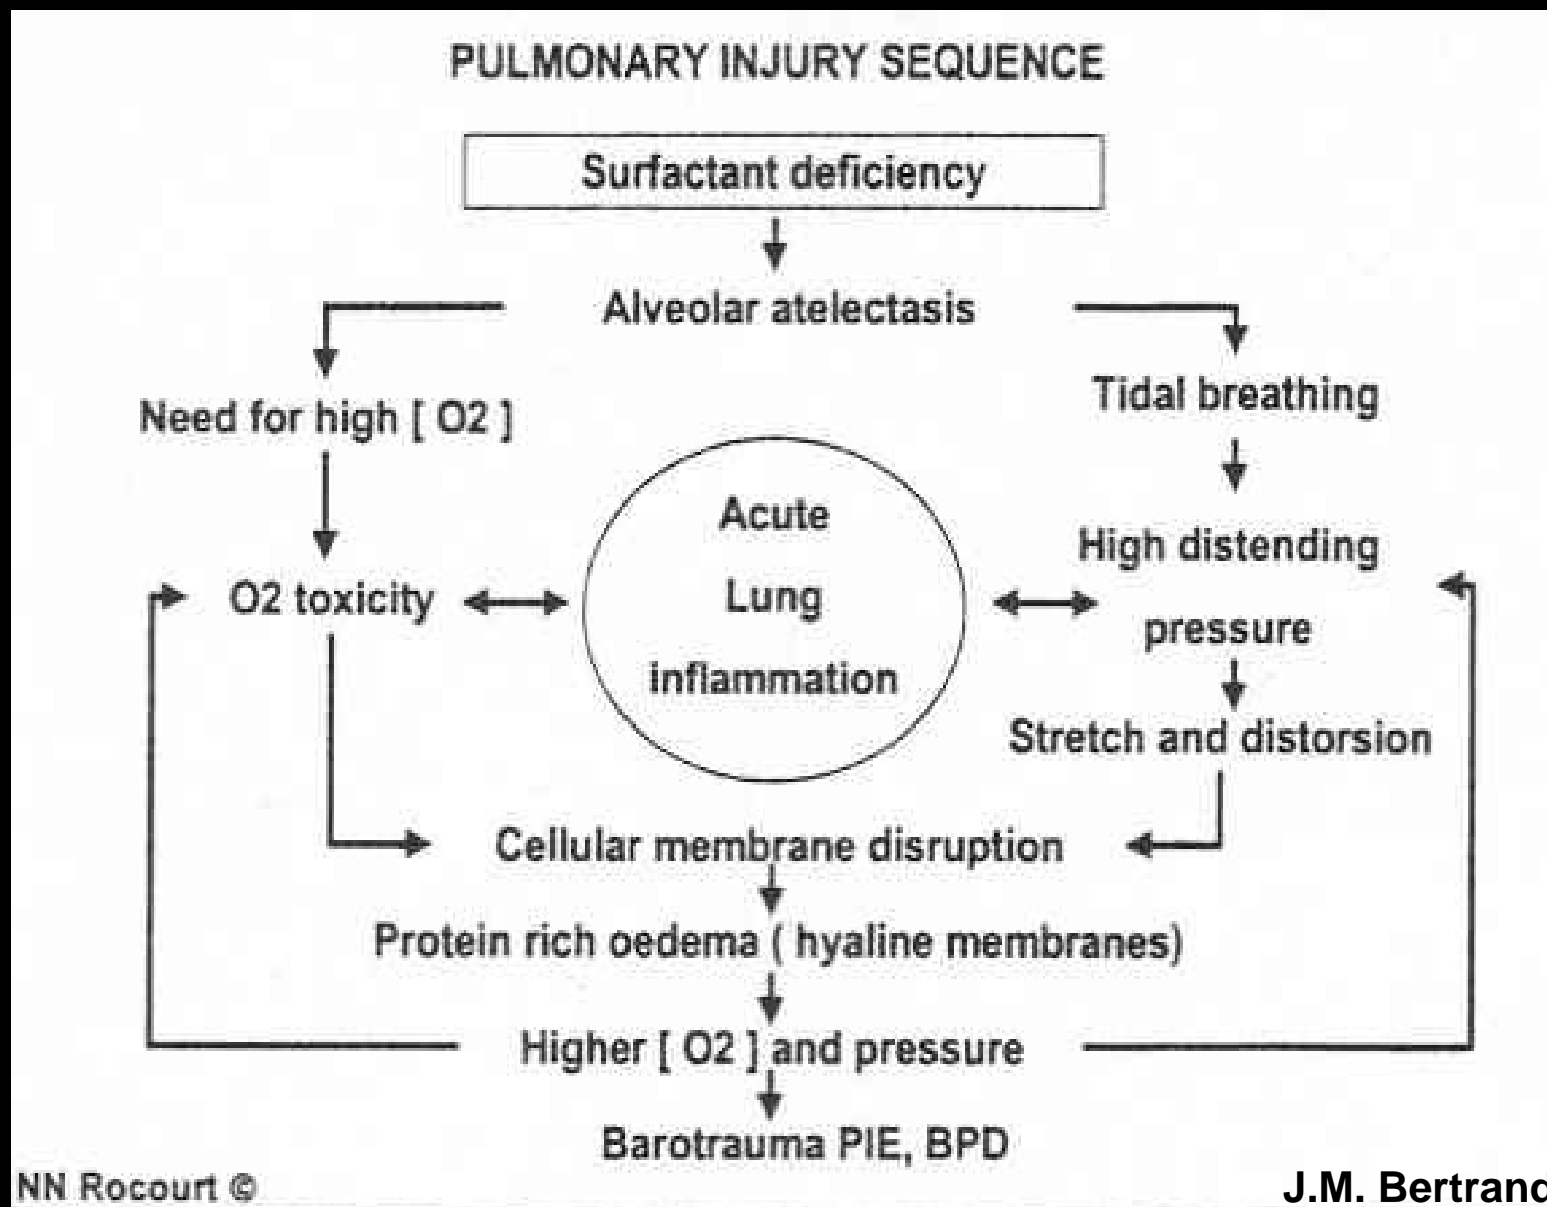 PULMONARY INJURY SEQUENCE
Surfactant deficiency
Alveolar atelectasis
Need for high [ O2 ]
Tidal breathing
Acute
Lung
inflammation
O2 toxicity
High distending
pressure
Stretch and distorsion
Cellular membrane disruption
Protein rich oedema ( hyaline membranes)
Higher [ O2 ] and pressure
Barotrauma PIE, BPD
NN Rocourt ©
J.M. Bertrand